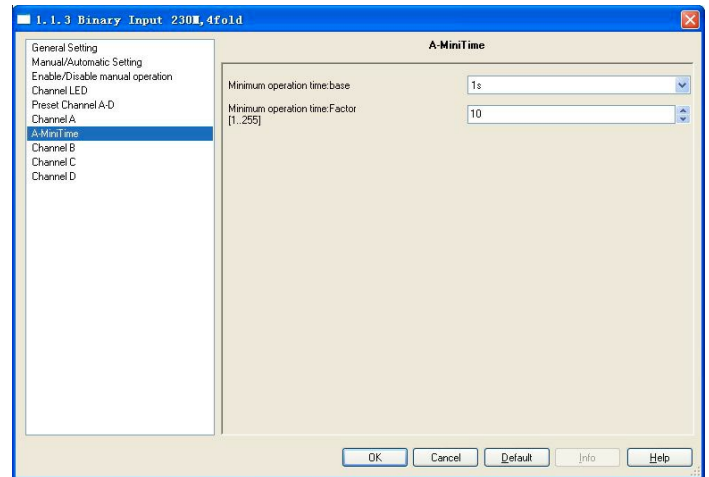 1.1.3 Binary Input 230V,4fold
General Setting
Manual/Automatic Setting
Enable/Disable manual operation
Channel LED
Preset Channel A-D
Channel A
A-MiniTime
Channel B
Channel C
Channel D
A-MiniTime
Minimum operation time:base
1s
Minimum operation time:Factor
[1..255]
10
OK
Cancel
Default
Info
Help